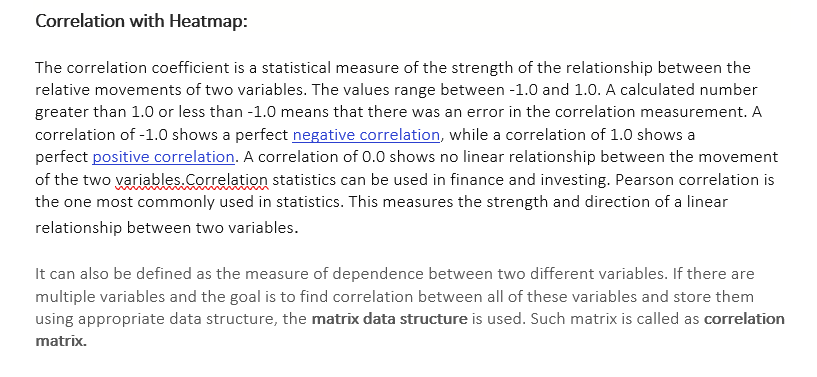 Correlation with Heatmap:
The correlation coefficient is a statistical measure of the strength of the relationship between the
relative movements of two variables. The values range between -1.0 and 1.0. A calculated number
greater than 1.0 or less than -1.0 means that there was an error in the correlation measurement. A
correlation of -1.0 shows a perfect negative correlation, while a correlation of 1.0 shows a
perfect positive correlation. A correlation of 0.0 shows no linear relationship between the movement
of the two variables.Correlation statistics can be used in finance and investing. Pearson correlation is
the one most commonly used in statistics. This measures the strength and direction of a linear
relationship between two variables.
It can also be defined as the measure of dependence between two different variables. If there are
multiple variables and the goal is to find correlation between all of these variables and store them
using appropriate data structure, the matrix data structure is used. Such matrix is called as correlation
matrix.